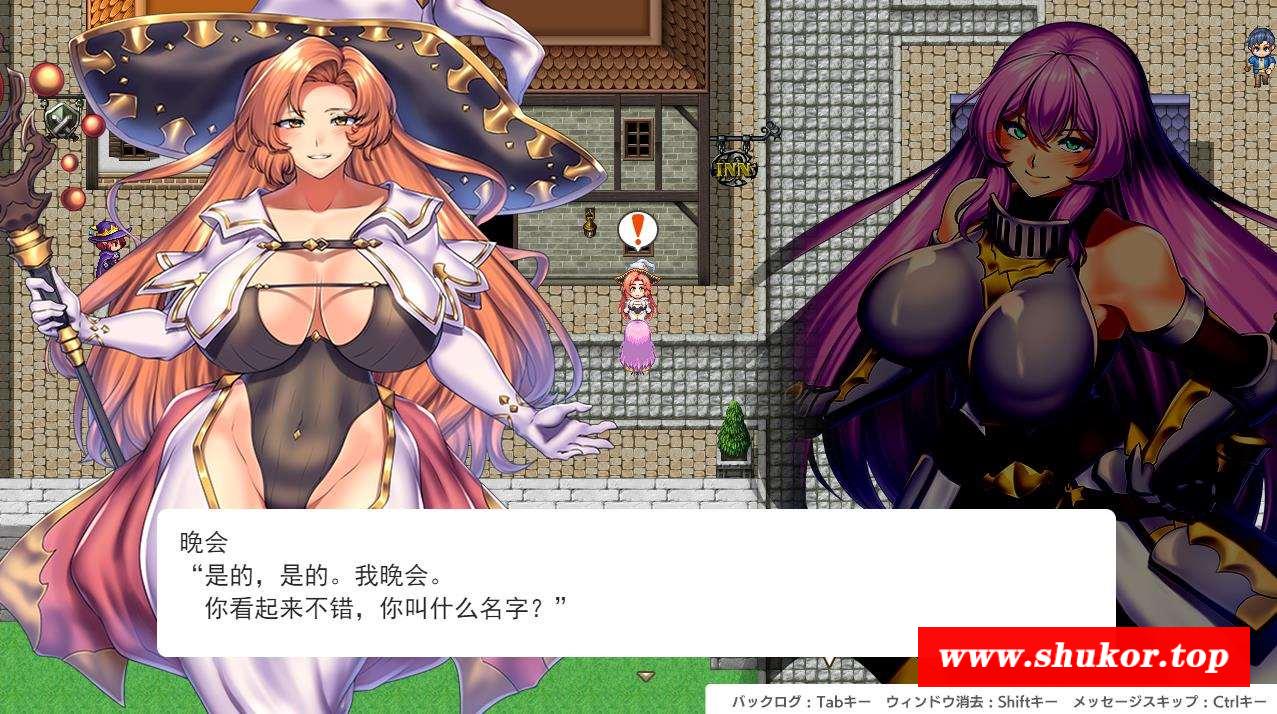 INN
晚会
“是的，是的。我晚会。
你看起来不错，你叫什么名字？”
www.shukor.top
バックログ：Tabキー　ウィンドウ消去：Shiftキー　メッセージスキップ：Ctrlキー